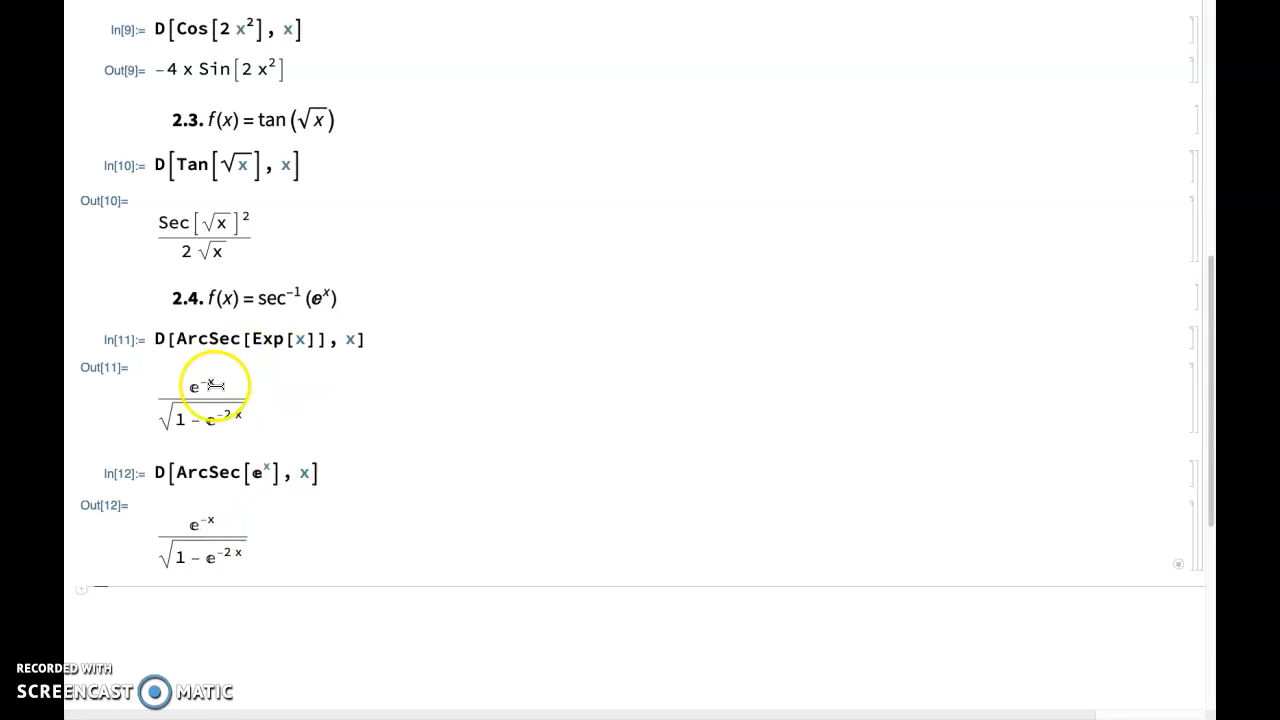 In[9]:= D[Cos[2 x²], x]
Out[9]= -4 x Sin[2 x²]
2.3. f(x) = tan (√x)
In[10]:= D[Tan[√x], x]
Out[10]=
Sec[√x]²
2 √x
2.4. f(x) = sec⁻¹ (ⅇˣ)
In[11]:= D[ArcSec[Exp[x]], x]
Out[11]=
ⅇ⁻ˣ
√1 - ⅇ^-2 x
In[12]:= D[ArcSec[ⅇˣ], x]
Out[12]=
ⅇ⁻ˣ
√1 - ⅇ^-2 x
RECORDED WITH
SCREENCAST MATIC